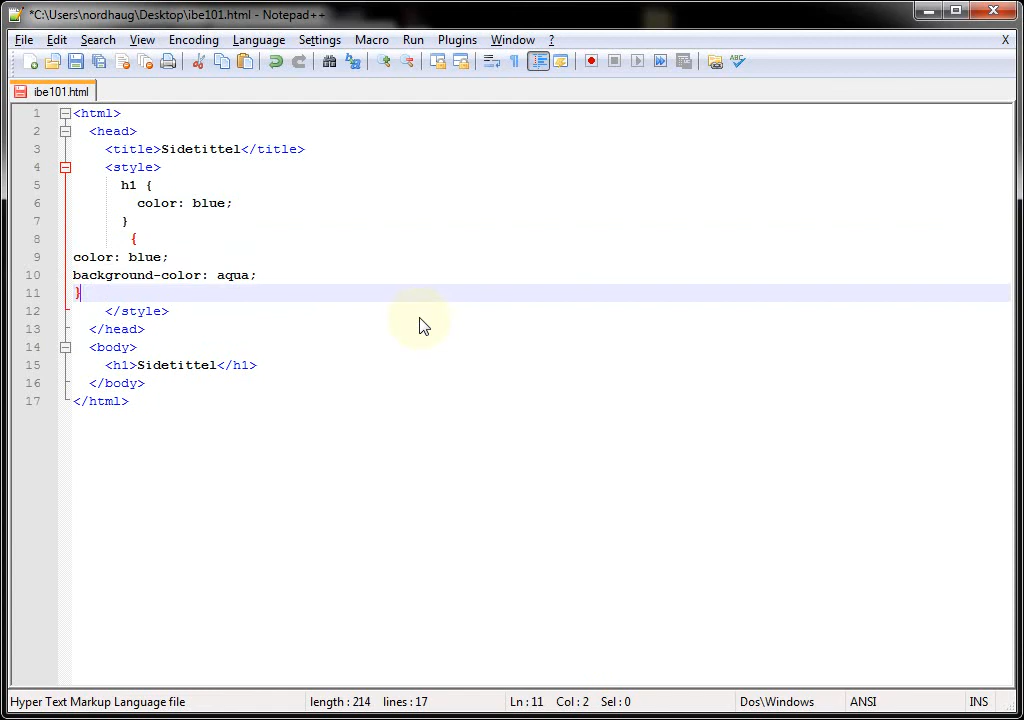 *C:\Users\nordhaug\Desktop\ibe101.html - Notepad++
File Edit Search View Encoding Language Settings Macro Run Plugins Window ? X
ABC
ibe101.html
1 <html>
2 <head>
3 <title>Sidetittel</title>
4 <style>
5 h1 {
6 color: blue;
7 }
8 {
9 color: blue;
10 background-color: aqua;
11 }
12 </style>
13 </head>
14 <body>
15 <h1>Sidetittel</h1>
16 </body>
17 </html>
Hyper Text Markup Language file length : 214 lines : 17 Ln : 11 Col : 2 Sel : 0 Dos\Windows ANSI INS